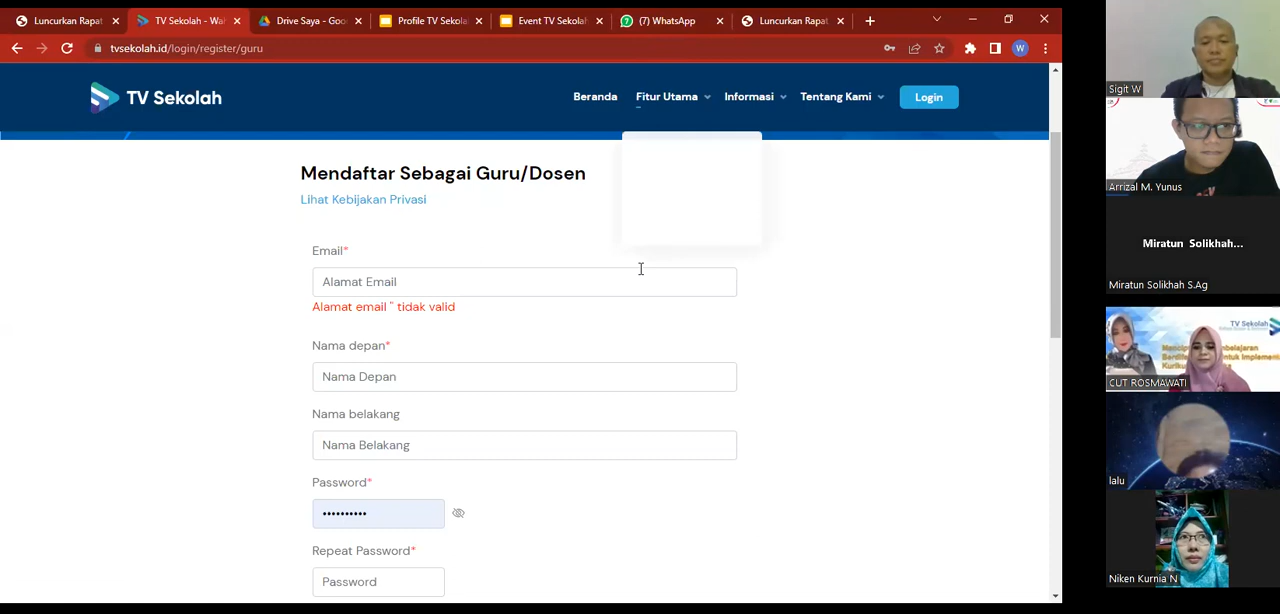 Luncurkan Rapat
TV Sekolah - Wa
Drive Saya - Goo
Profile TV Sekola
Event TV Sekolah
(7) WhatsApp
Luncurkan Rapat
tvsekolah.id/login/register/guru
W
TV Sekolah
Beranda
Fitur Utama
Informasi
Tentang Kami
Login
Mendaftar Sebagai Guru/Dosen
Lihat Kebijakan Privasi
Email*
Alamat Email
Alamat email '' tidak valid
Nama depan*
Nama Depan
Nama belakang
Nama Belakang
Password*
••••••••••
Repeat Password*
Password
Sigit W
Arrizal M. Yunus
Miratun Solikhah...
Miratun Solikhah S.Ag
TV Sekolah
CUT ROSMAWATI
lalu
Niken Kurnia N